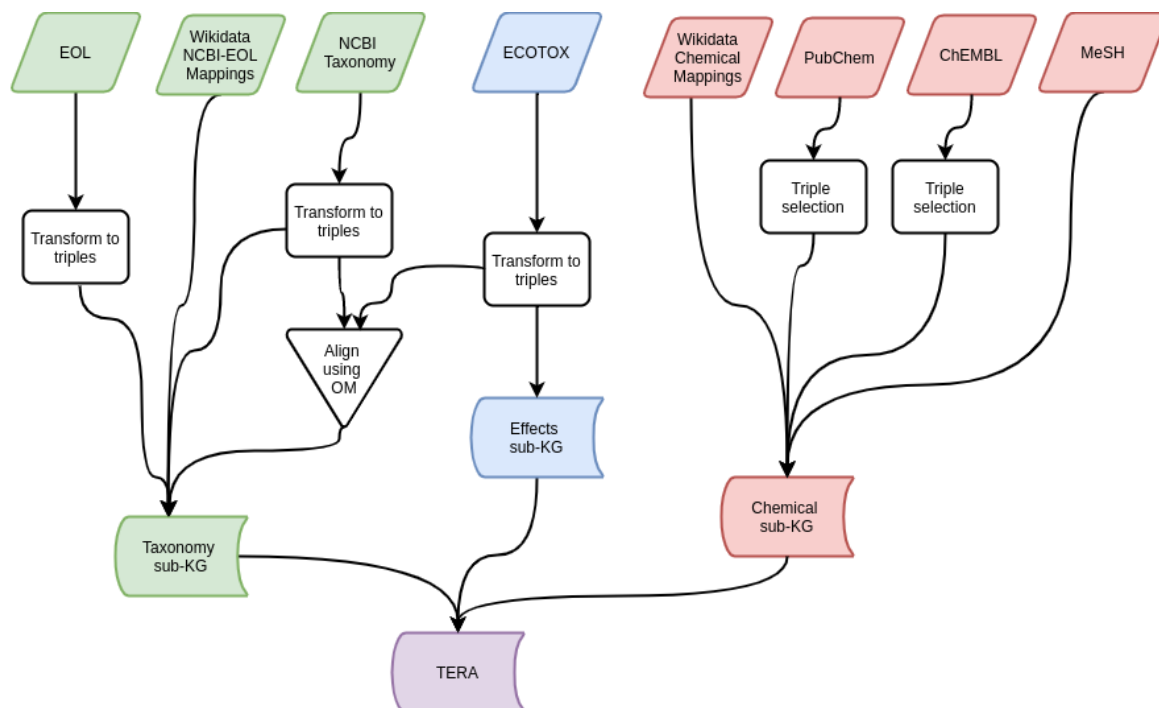 EOL
Wikidata
NCBI-EOL
Mappings
NCBI
Taxonomy
ECOTOX
Wikidata
Chemical
Mappings
PubChem
ChEMBL
MeSH
Transform to
triples
Transform to
triples
Transform to
triples
Triple
selection
Triple
selection
Align
using
OM
Effects
sub-KG
Taxonomy
sub-KG
Chemical
sub-KG
TERA